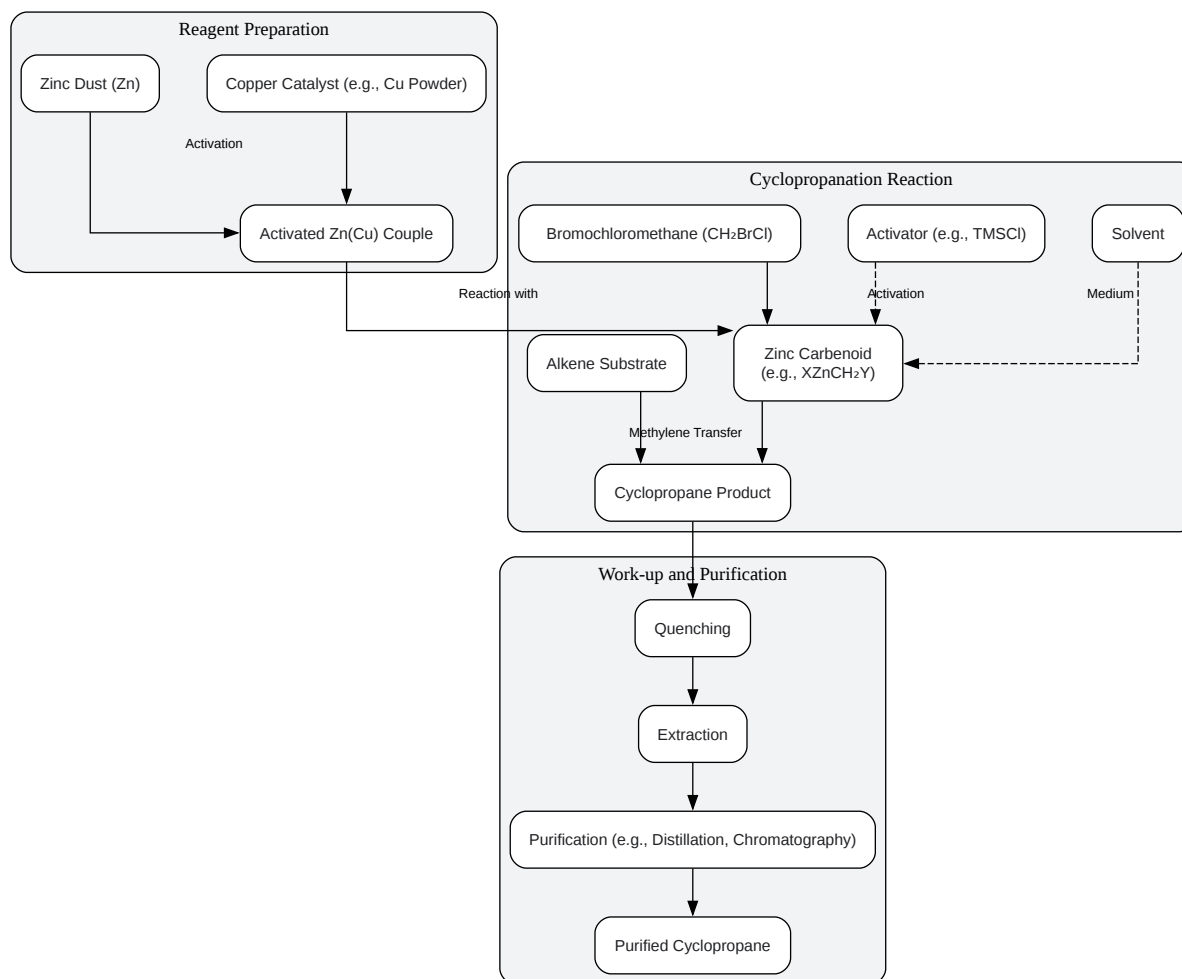 Reagent Preparation
Zinc Dust (Zn)
Copper Catalyst (e.g., Cu Powder)
Activation
Activated Zn(Cu) Couple
Cyclopropanation Reaction
Bromochloromethane (CH₂BrCl)
Activator (e.g., TMSCl)
Solvent
Reaction with
Activation
Medium
Alkene Substrate
Zinc Carbenoid
(e.g., XZnCH₂Y)
Methylene Transfer
Cyclopropane Product
Work-up and Purification
Quenching
Extraction
Purification (e.g., Distillation, Chromatography)
Purified Cyclopropane